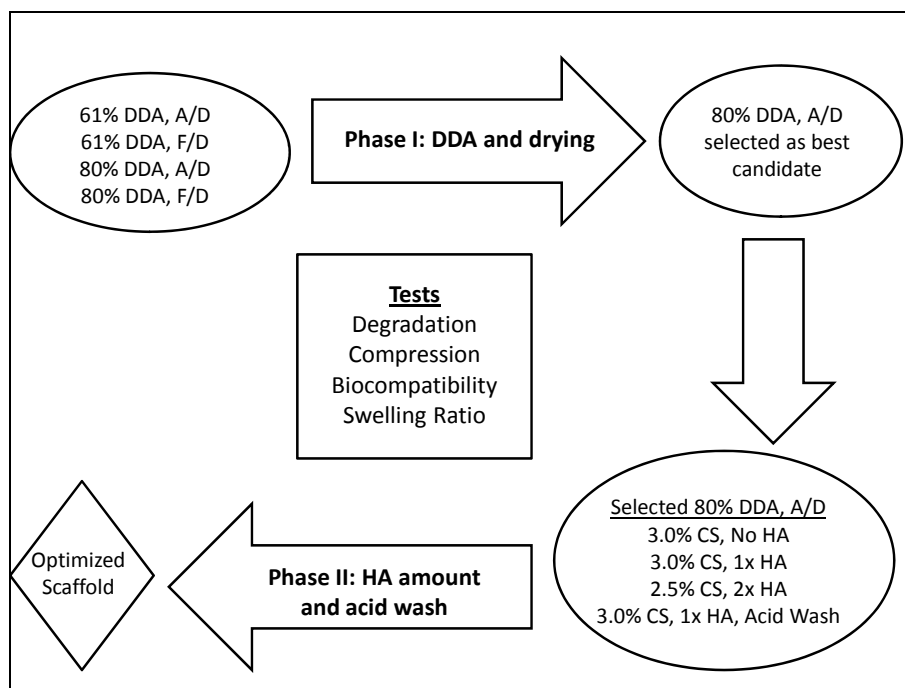 61% DDA, A/D
61% DDA, F/D
80% DDA, A/D
80% DDA, F/D
Phase I: DDA and drying
80% DDA, A/D
selected as best
candidate
Tests
Degradation
Compression
Biocompatibility
Swelling Ratio
Selected 80% DDA, A/D
3.0% CS, No HA
3.0% CS, 1x HA
2.5% CS, 2x HA
3.0% CS, 1x HA, Acid Wash
Phase II: HA amount
and acid wash
Optimized
Scaffold